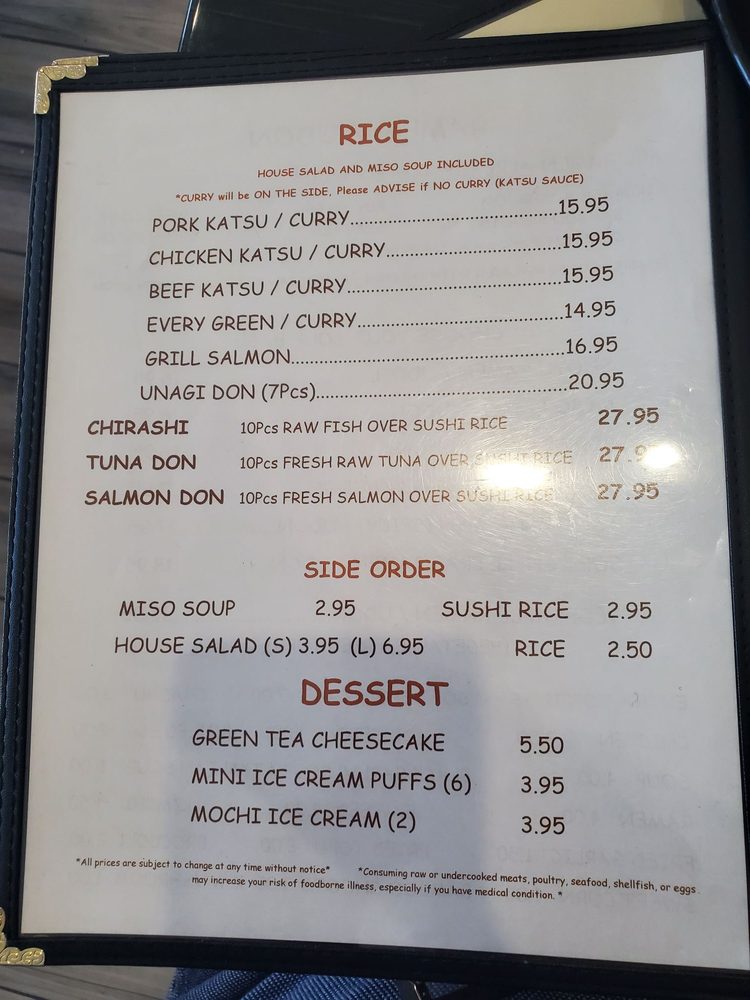 RICE
HOUSE SALAD AND MISO SOUP INCLUDED
*CURRY will be ON THE SIDE, Please ADVISE if NO CURRY (KATSU SAUCE)
PORK KATSU / CURRY.......................................15.95
CHICKEN KATSU / CURRY.................................15.95
BEEF KATSU / CURRY........................................15.95
EVERY GREEN / CURRY.......................................14.95
GRILL SALMON....................................................16.95
UNAGI DON (7Pcs)...............................................20.95
CHIRASHI 10Pcs RAW FISH OVER SUSHI RICE 27.95
TUNA DON 10Pcs FRESH RAW TUNA OVER SUSHI RICE 27.9
SALMON DON 10Pcs FRESH SALMON OVER SUSHI RICE 27.95
SIDE ORDER
MISO SOUP 2.95 SUSHI RICE 2.95
HOUSE SALAD (S) 3.95 (L) 6.95 RICE 2.50
DESSERT
GREEN TEA CHEESECAKE 5.50
MINI ICE CREAM PUFFS (6) 3.95
MOCHI ICE CREAM (2) 3.95
*All prices are subject to change at any time without notice* *Consuming raw or undercooked meats, poultry, seafood, shellfish, or eggs
may increase your risk of foodborne illness, especially if you have medical condition. *